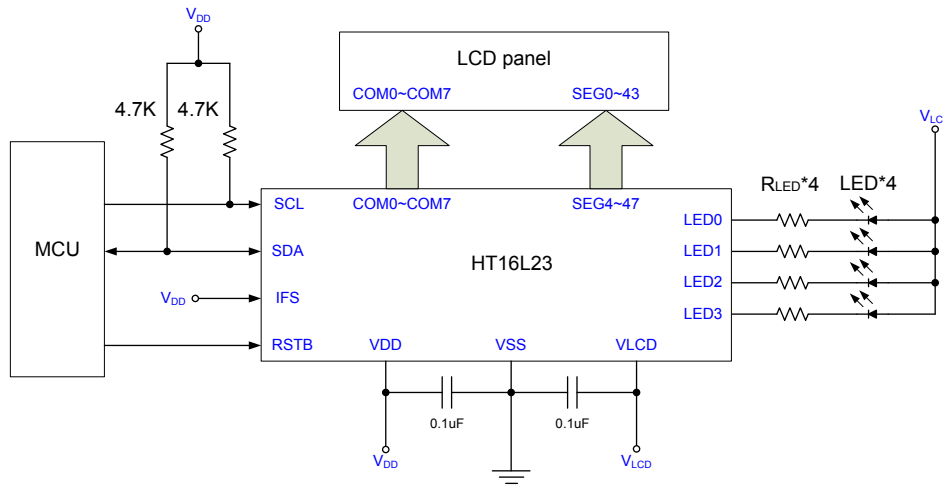 VDD
LCD panel
COM0~COM7 SEG0~43
4.7K 4.7K
VLC
RLED*4 LED*4
MCU
SCL COM0~COM7 SEG4~47
LED0
SDA
LED1
HT16L23
LED2
VDD IFS
LED3
RSTB VDD VSS VLCD
0.1uF 0.1uF
VDD VLCD